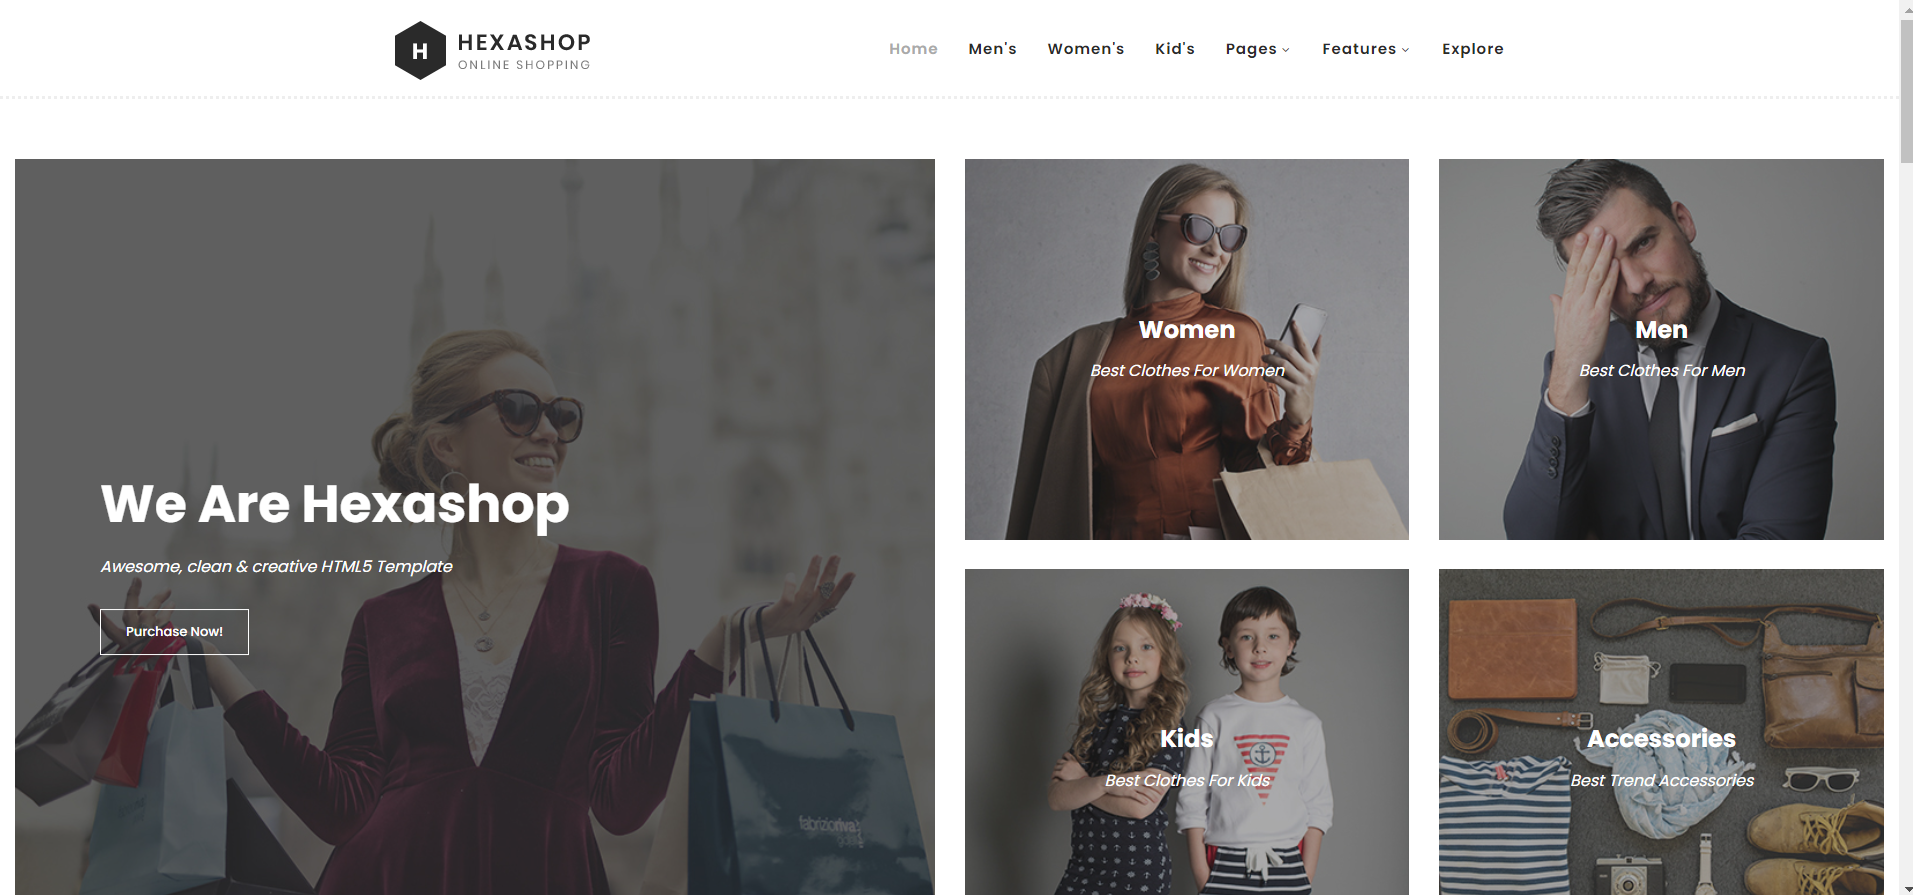 H
HEXASHOP
ONLINE SHOPPING
Home
Men's
Women's
Kid's
Pages
Features
Explore
We Are Hexashop
Awesome, clean & creative HTML5 Template
Purchase Now!
fabrizioriva
Women
Best Clothes For Women
Men
Best Clothes For Men
Kids
Best Clothes For Kids
Accessories
Best Trend Accessories